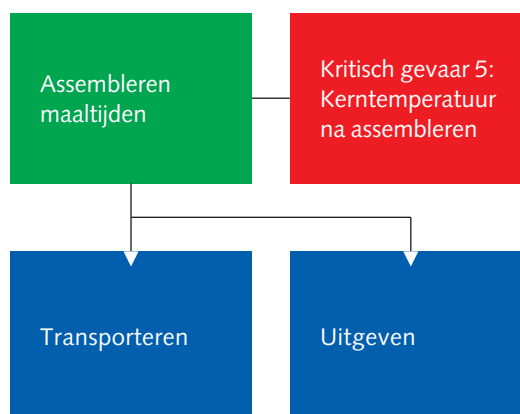 Assembleren
maaltijden
Kritisch gevaar 5:
Kerntemperatuur
na assembleren
Transporteren
Uitgeven